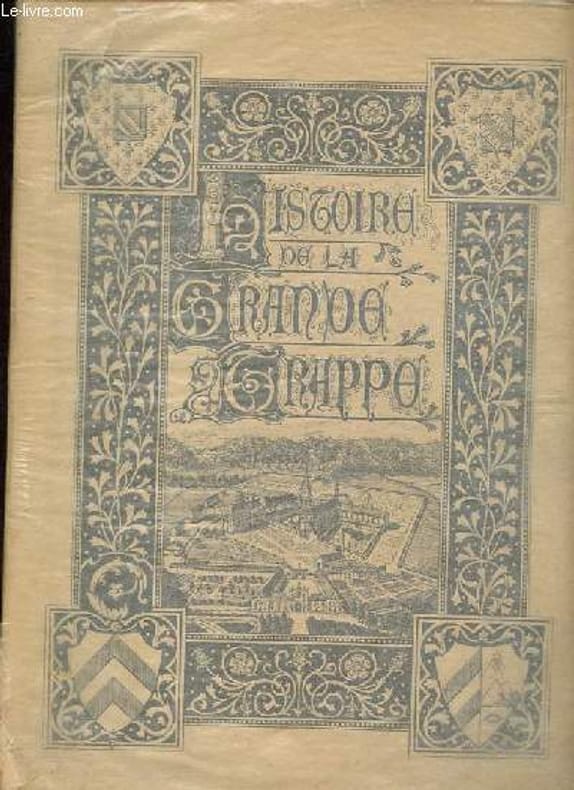 Le-livre.com
HISTOIRE
DE LA
GRANDE
TRAPPE